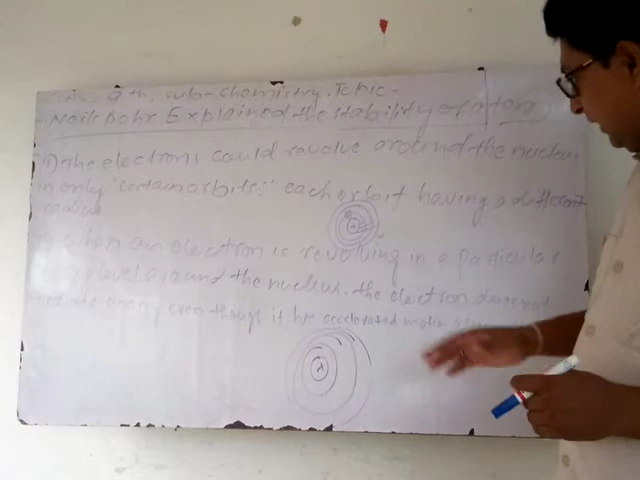 9th, sub-chemistry. Topic-
Neils Bohr Explained the stability of atom
1) The electrons could revolve around the nucleus
in only "certain orbits." each orbit having a different
radius
2) when an electron is revolving in a particular
level around the nucleus. the electron does not
energy even though it has accelerated motion